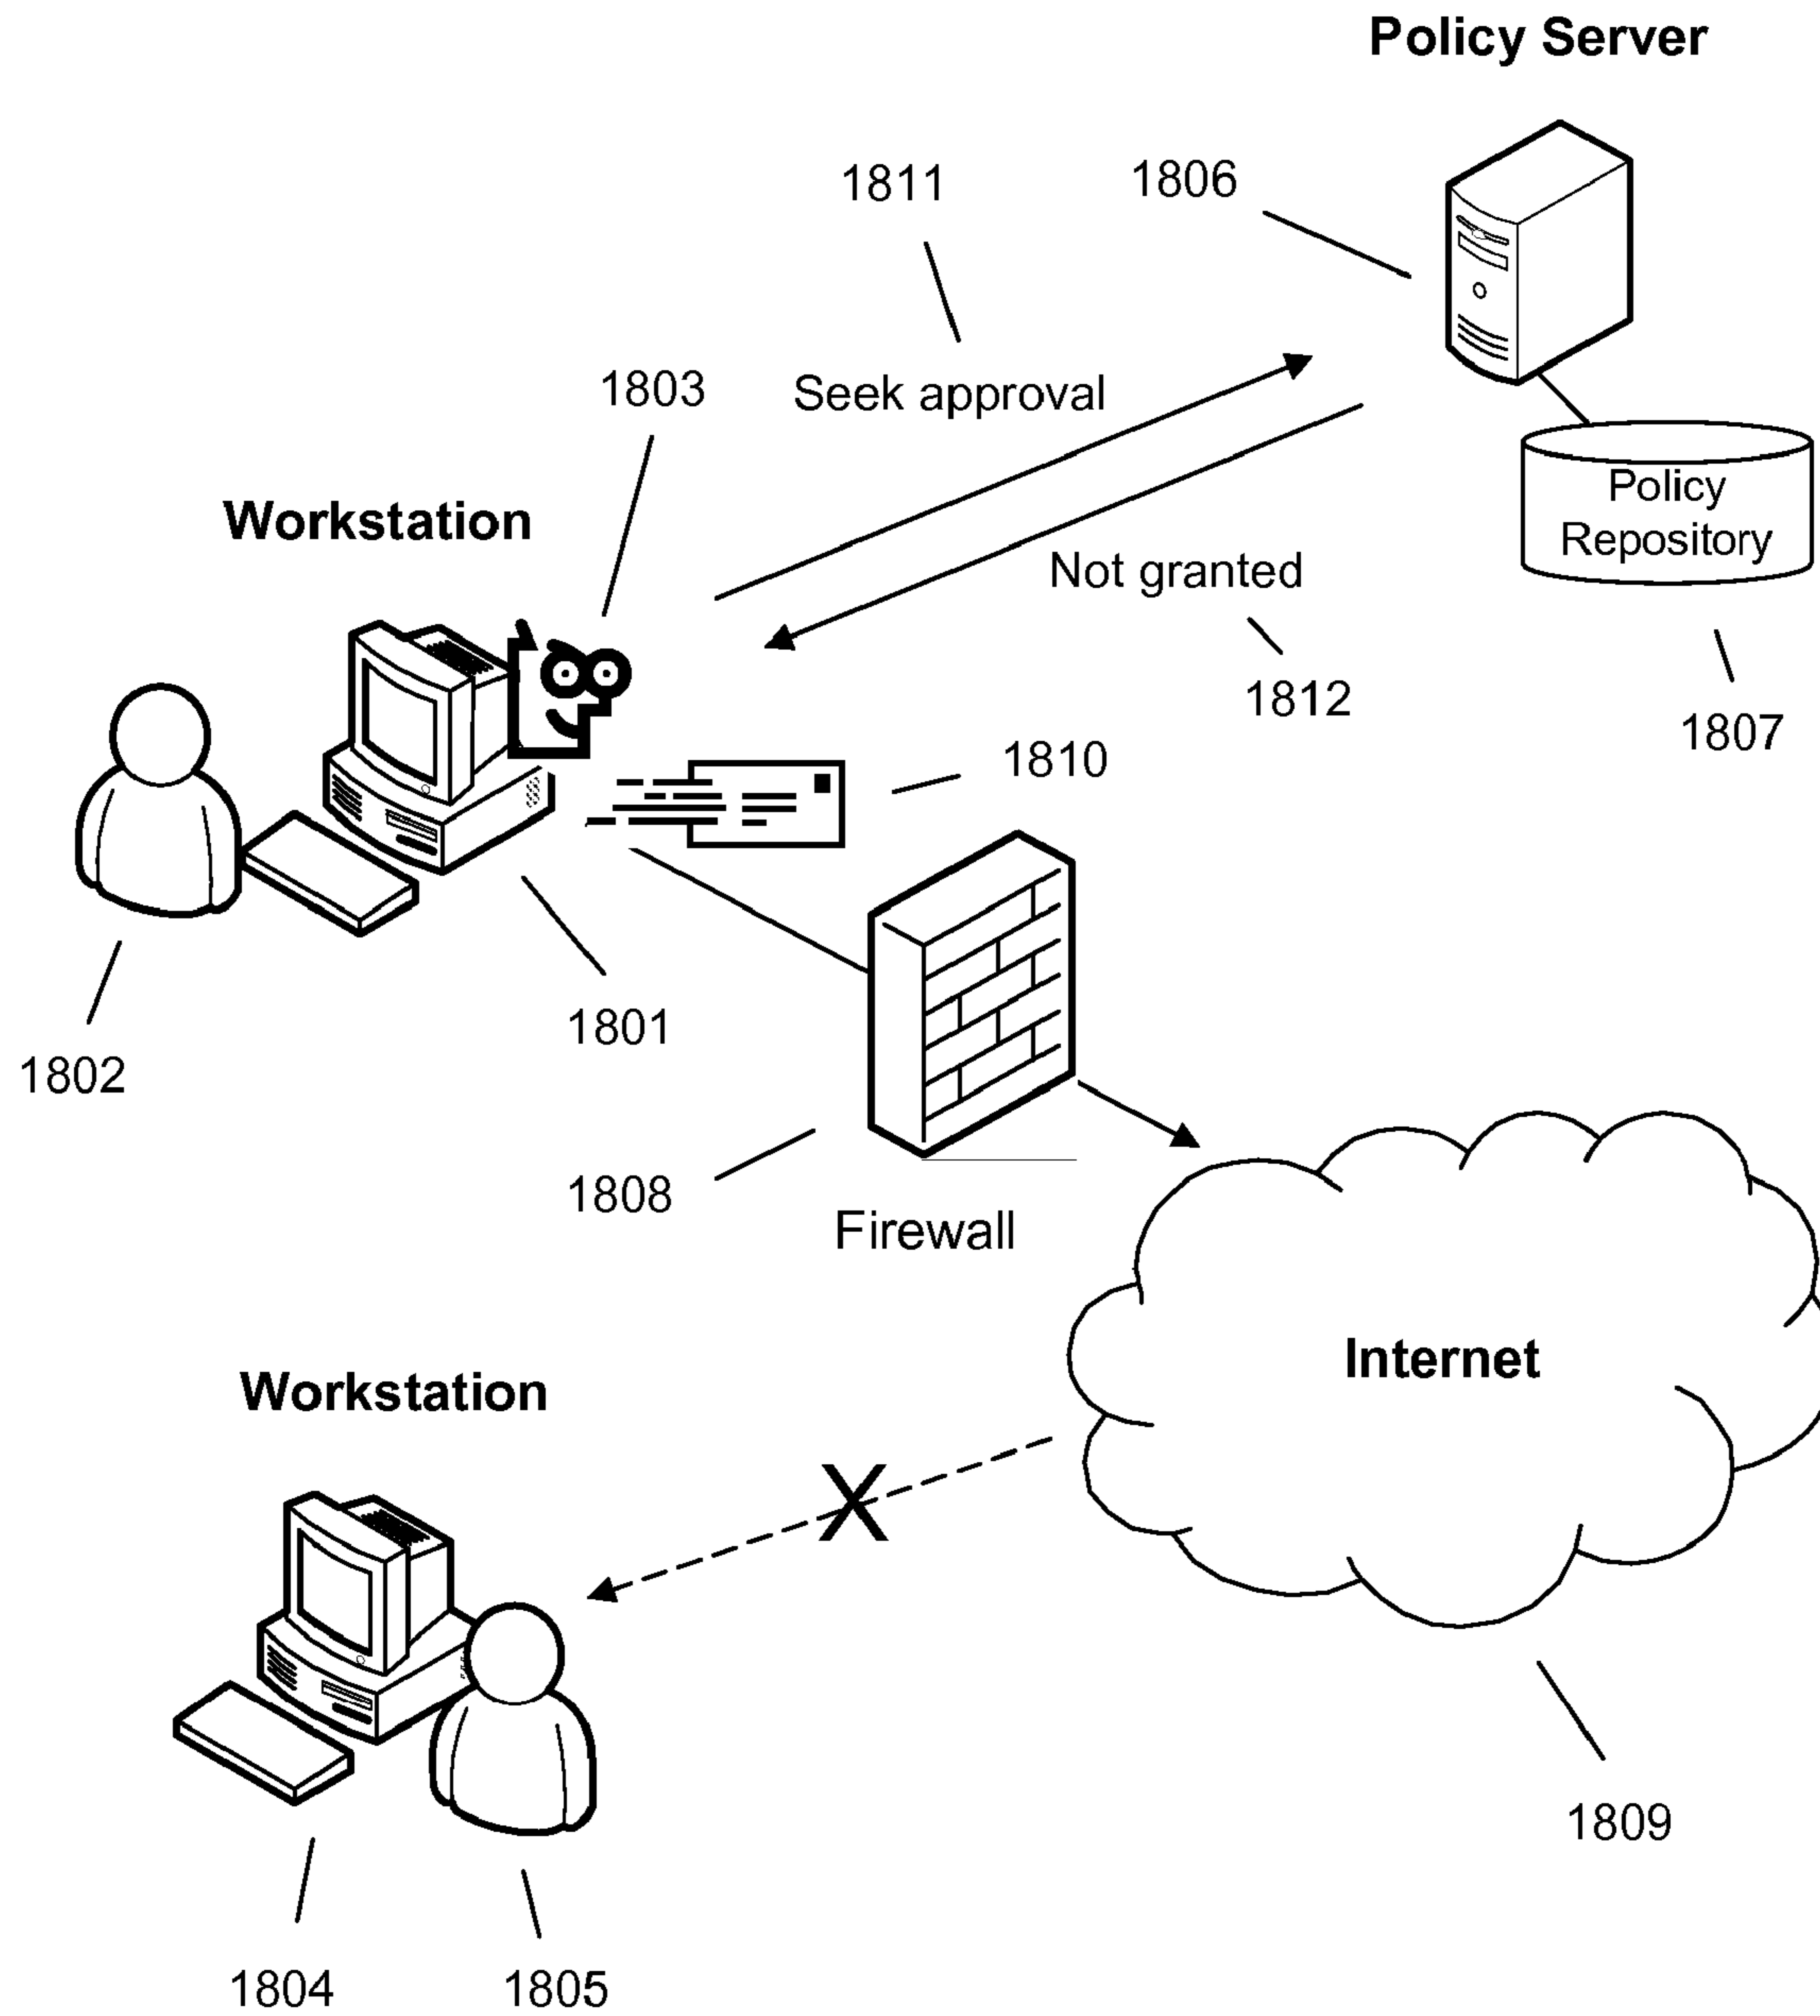 Policy Server
1811
1806
1803
Seek approval
Policy
Repository
Workstation
Not granted
1812
1807
1810
1801
1802
1808
Firewall
Internet
Workstation
X
1809
1804
1805